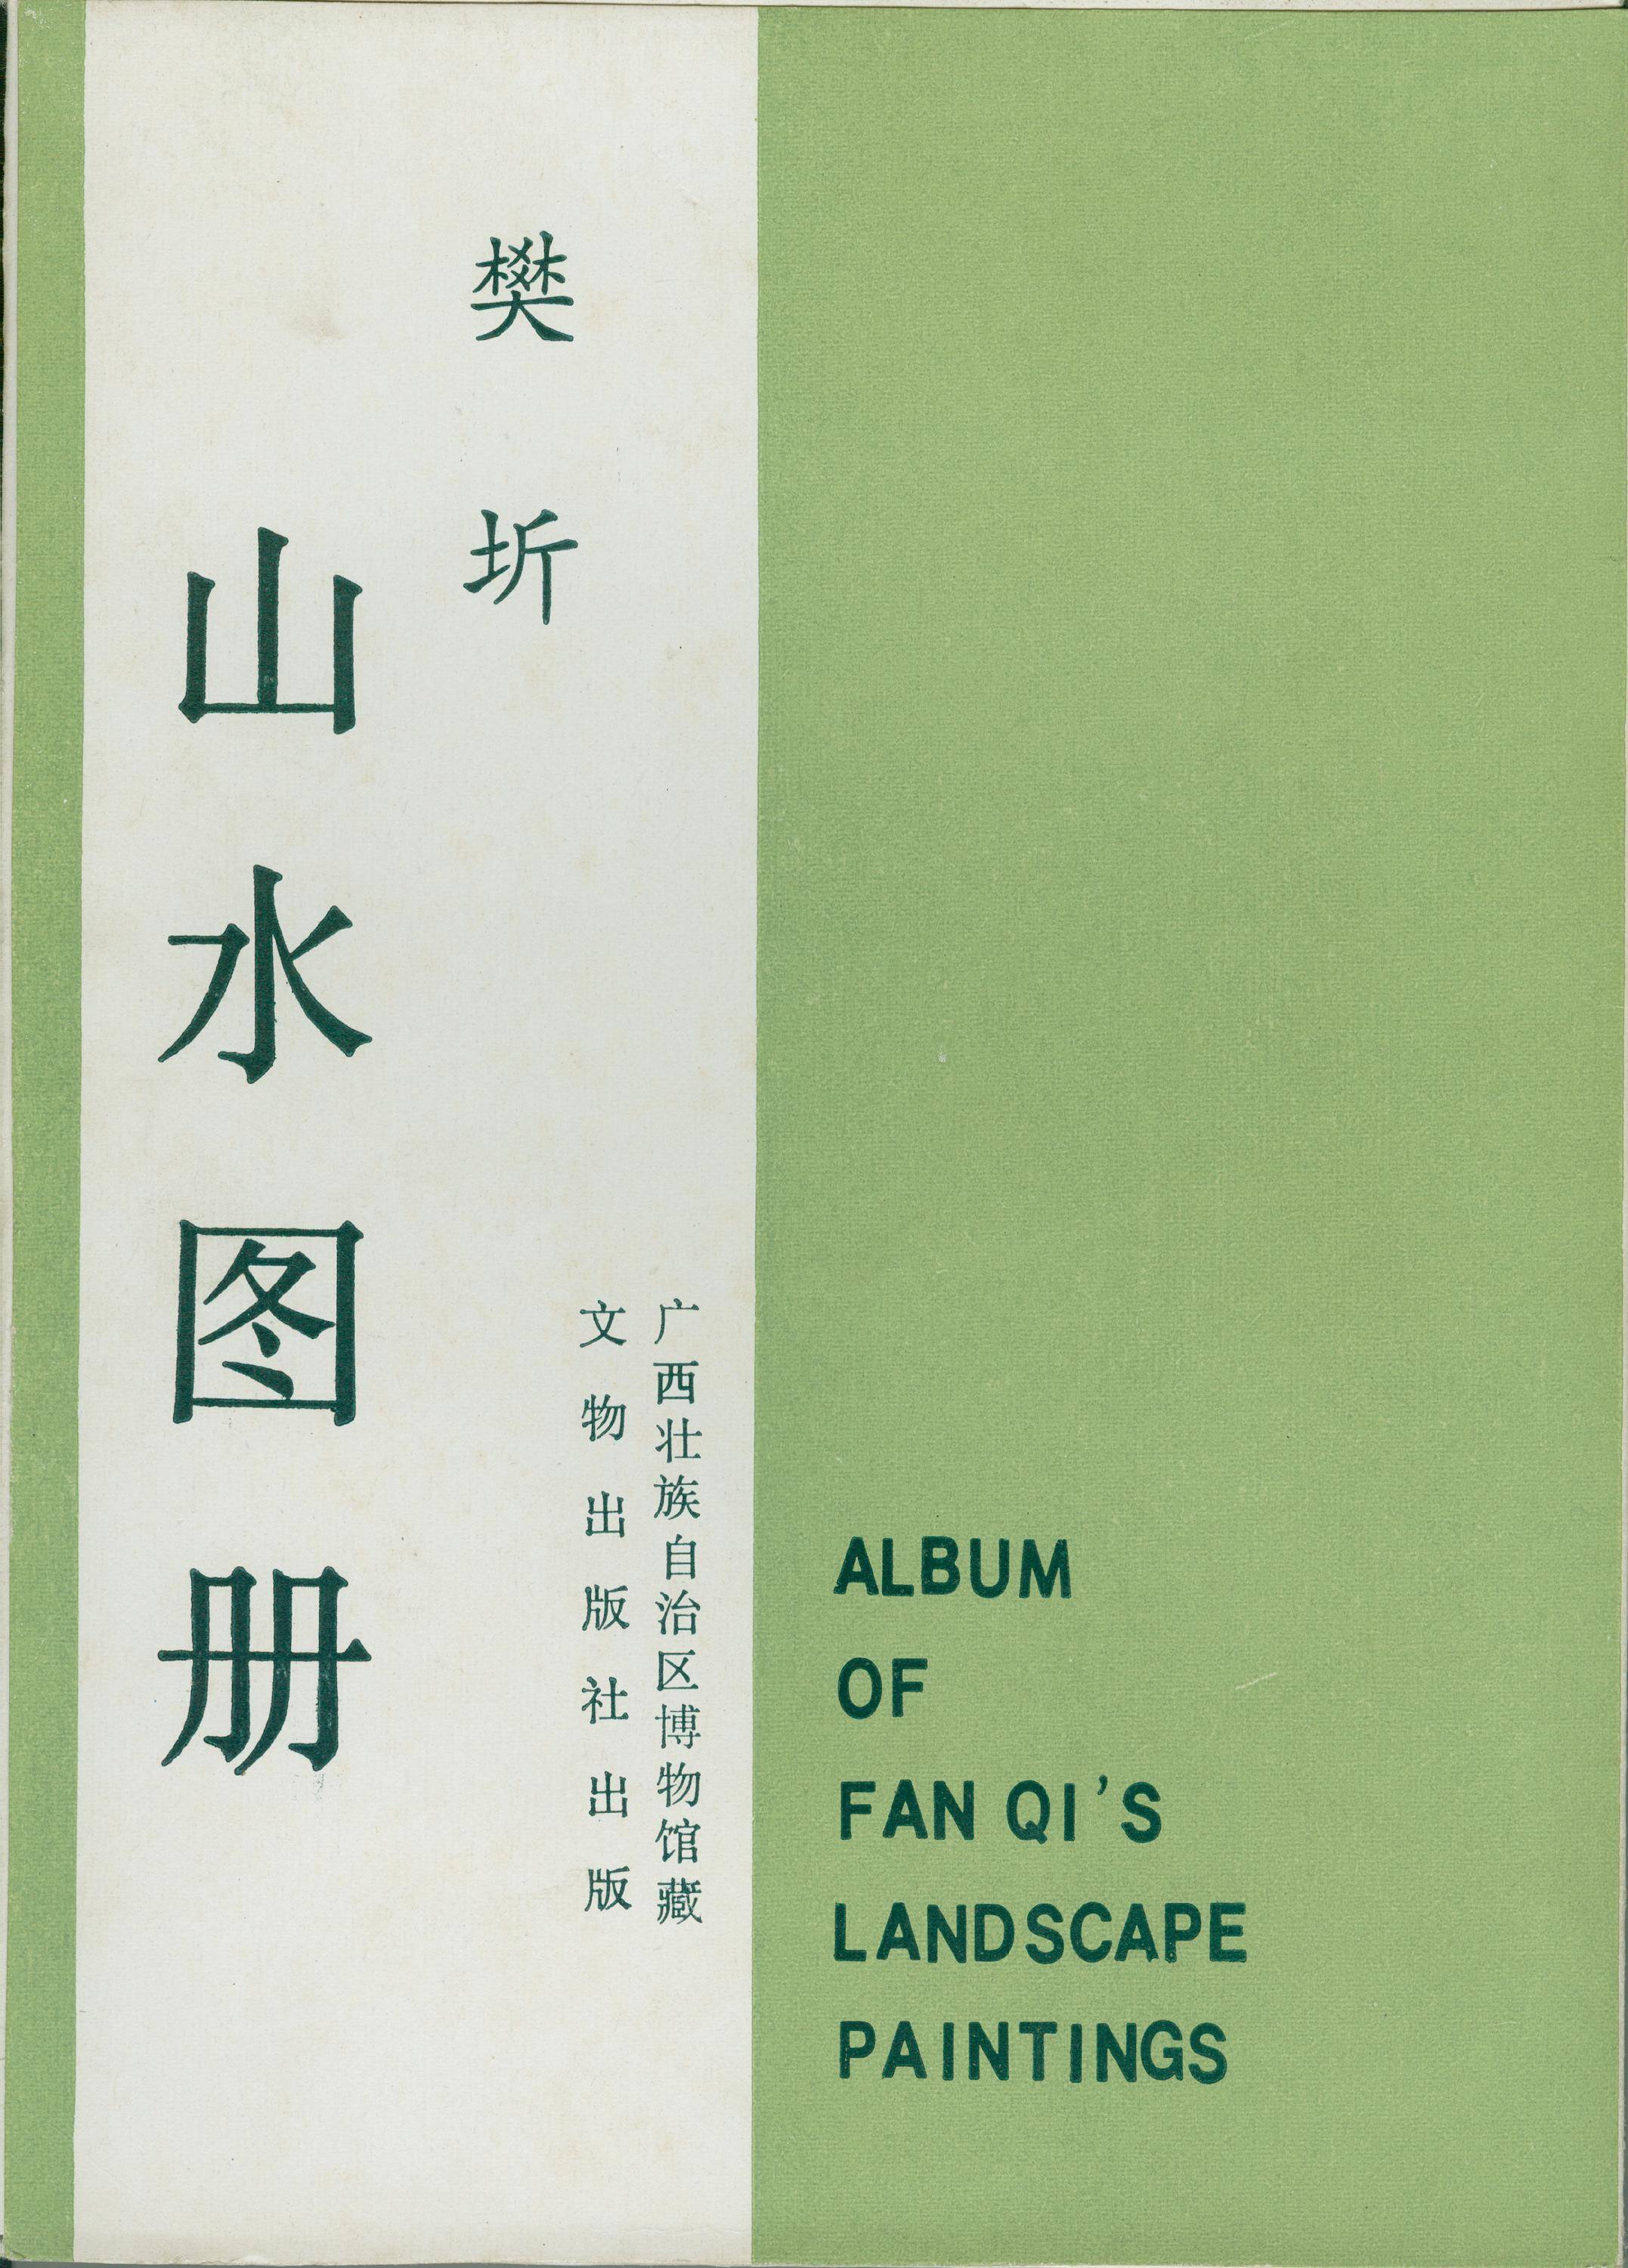 樊圻
山水图册
广西壮族自治区博物馆藏
文物出版社出版
ALBUM
OF
FAN QI'S
LANDSCAPE
PAINTINGS